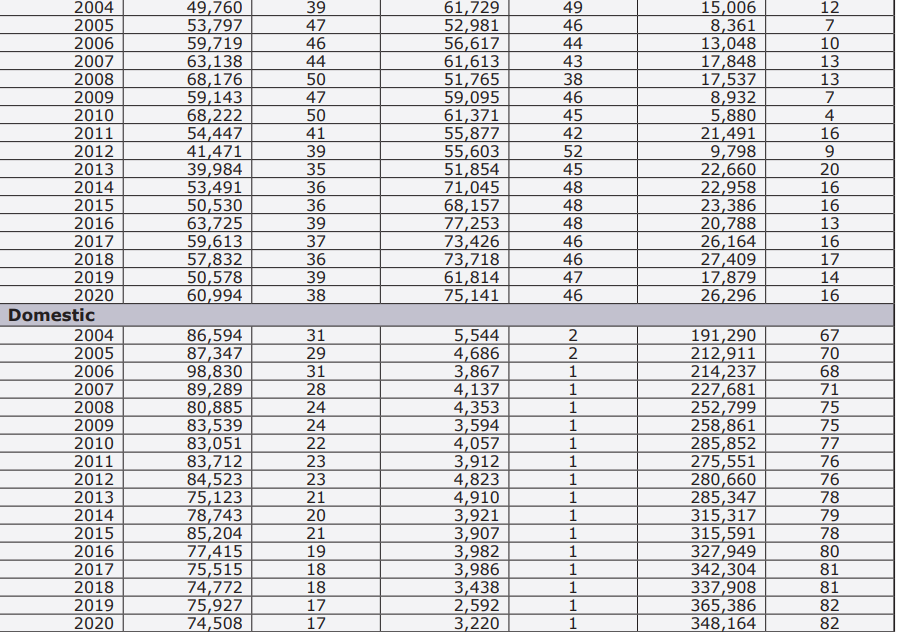 2004 49,760 39 61,729 49 15,006 12
2005 53,797 47 52,981 46 8,361 7
2006 59,719 46 56,617 44 13,048 10
2007 63,138 44 61,613 43 17,848 13
2008 68,176 50 51,765 38 17,537 13
2009 59,143 47 59,095 46 8,932 7
2010 68,222 50 61,371 45 5,880 4
2011 54,447 41 55,877 42 21,491 16
2012 41,471 39 55,603 52 9,798 9
2013 39,984 35 51,854 45 22,660 20
2014 53,491 36 71,045 48 22,958 16
2015 50,530 36 68,157 48 23,386 16
2016 63,725 39 77,253 48 20,788 13
2017 59,613 37 73,426 46 26,164 16
2018 57,832 36 73,718 46 27,409 17
2019 50,578 39 61,814 47 17,879 14
2020 60,994 38 75,141 46 26,296 16
Domestic
2004 86,594 31 5,544 2 191,290 67
2005 87,347 29 4,686 2 212,911 70
2006 98,830 31 3,867 1 214,237 68
2007 89,289 28 4,137 1 227,681 71
2008 80,885 24 4,353 1 252,799 75
2009 83,539 24 3,594 1 258,861 75
2010 83,051 22 4,057 1 285,852 77
2011 83,712 23 3,912 1 275,551 76
2012 84,523 23 4,823 1 280,660 76
2013 75,123 21 4,910 1 285,347 78
2014 78,743 20 3,921 1 315,317 79
2015 85,204 21 3,907 1 315,591 78
2016 77,415 19 3,982 1 327,949 80
2017 75,515 18 3,986 1 342,304 81
2018 74,772 18 3,438 1 337,908 81
2019 75,927 17 2,592 1 365,386 82
2020 74,508 17 3,220 1 348,164 82